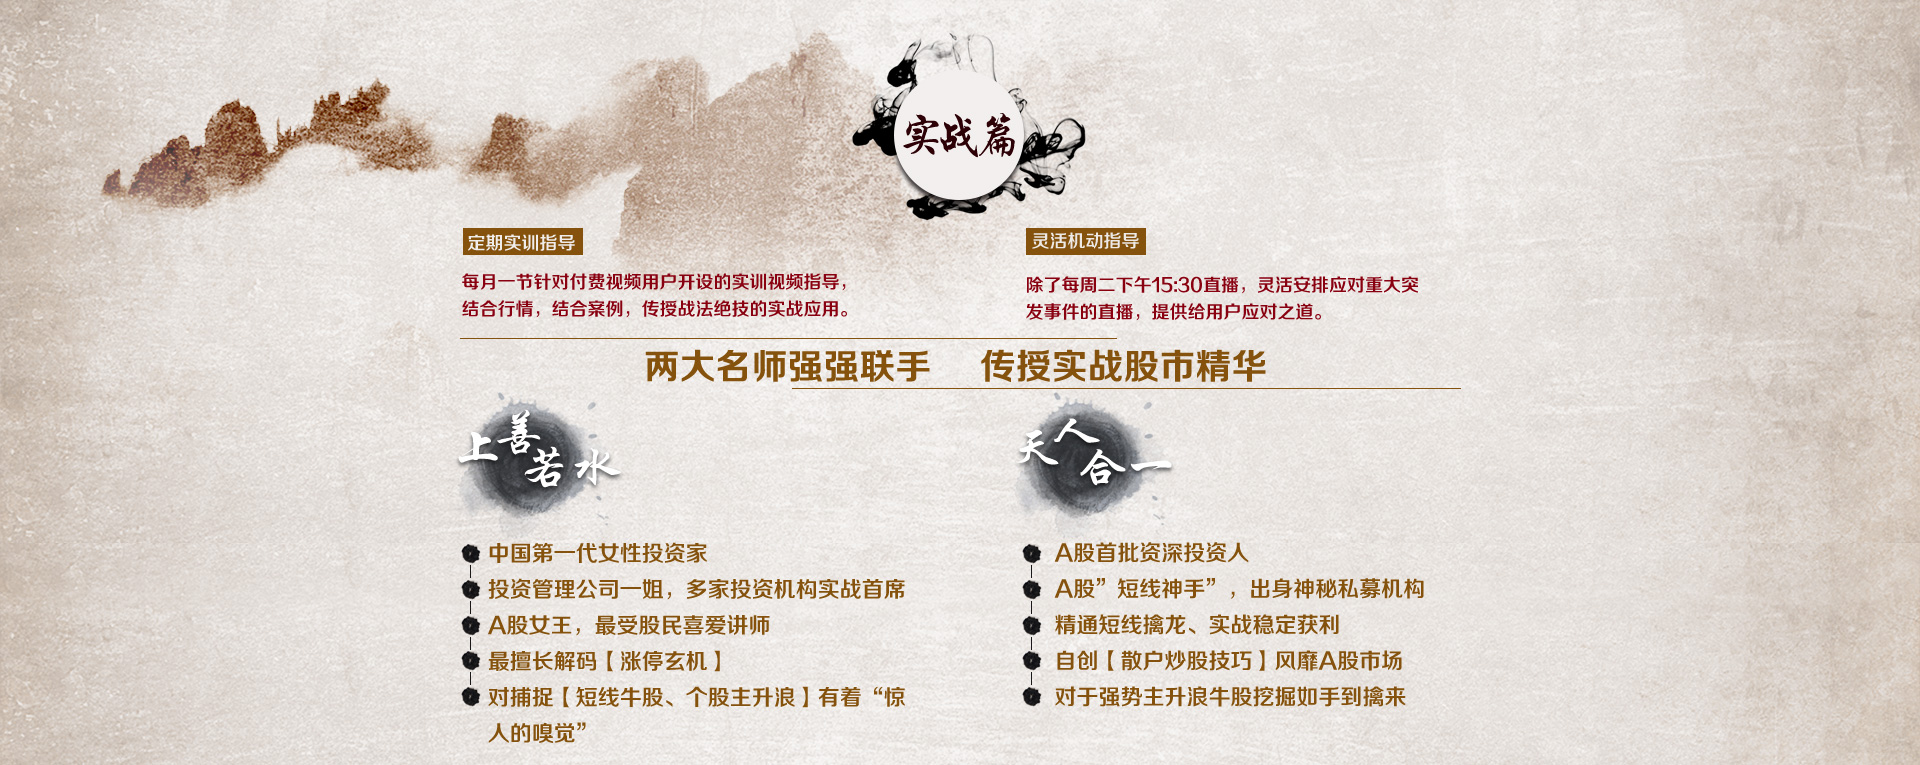 实战篇
定期实训指导
每月一节针对付费视频用户开设的实训视频指导，
结合行情，结合案例，传授战法绝技的实战应用。
灵活机动指导
除了每周二下午15:30直播，灵活安排应对重大突
发事件的直播，提供给用户应对之道。
两大名师强强联手 传授实战股市精华
上善若水
中国第一代女性投资家
投资管理公司一姐，多家投资机构实战首席
A股女王，最受股民喜爱讲师
最擅长解码【涨停玄机】
对捕捉【短线牛股、个股主升浪】有着“惊
人的嗅觉”
天人合一
A股首批资深投资人
A股”短线神手”，出身神秘私募机构
精通短线擒龙、实战稳定获利
自创【散户炒股技巧】风靡A股市场
对于强势主升浪牛股挖掘如手到擒来